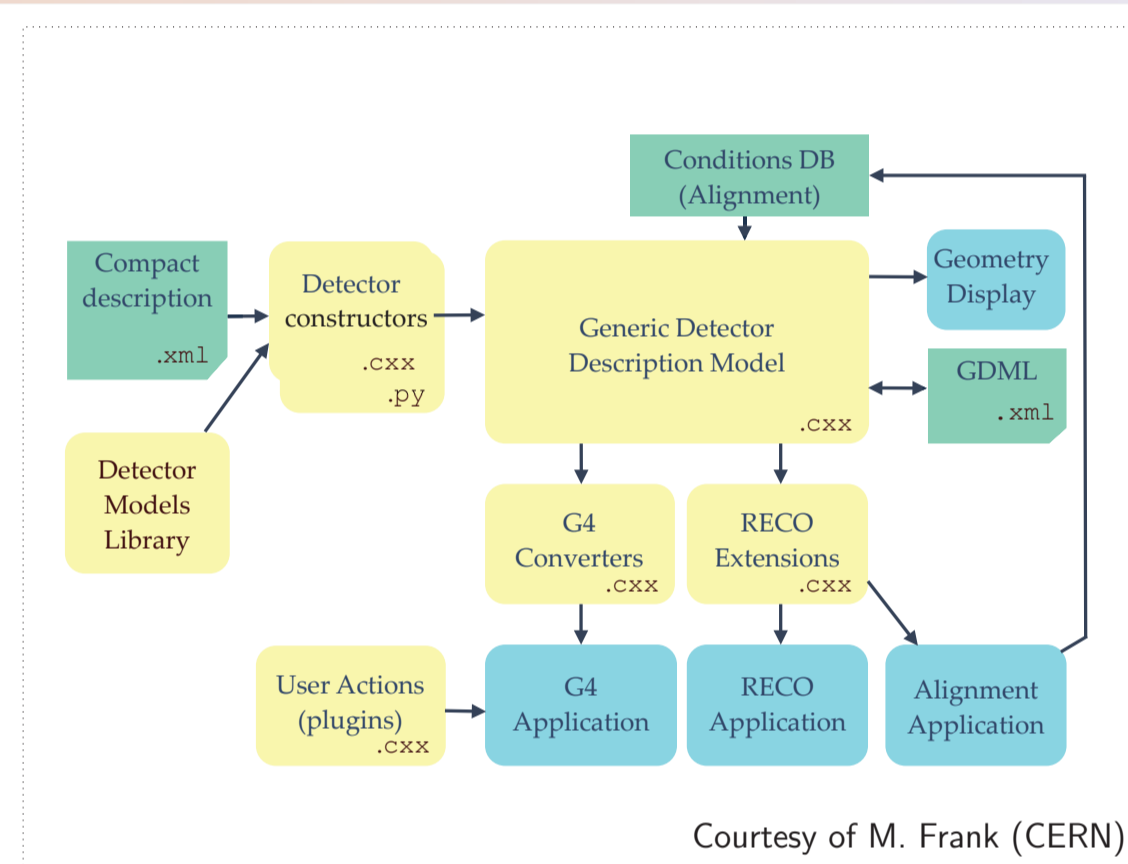 Conditions DB
(Alignment)
Compact
description
.xml
Detector
constructors
.cxx
.py
Generic Detector
Description Model
.cxx
Geometry
Display
GDML
.xml
Detector
Models
Library
G4
Converters
.cxx
RECO
Extensions
.cxx
User Actions
(plugins)
.cxx
G4
Application
RECO
Application
Alignment
Application
Courtesy of M. Frank (CERN)